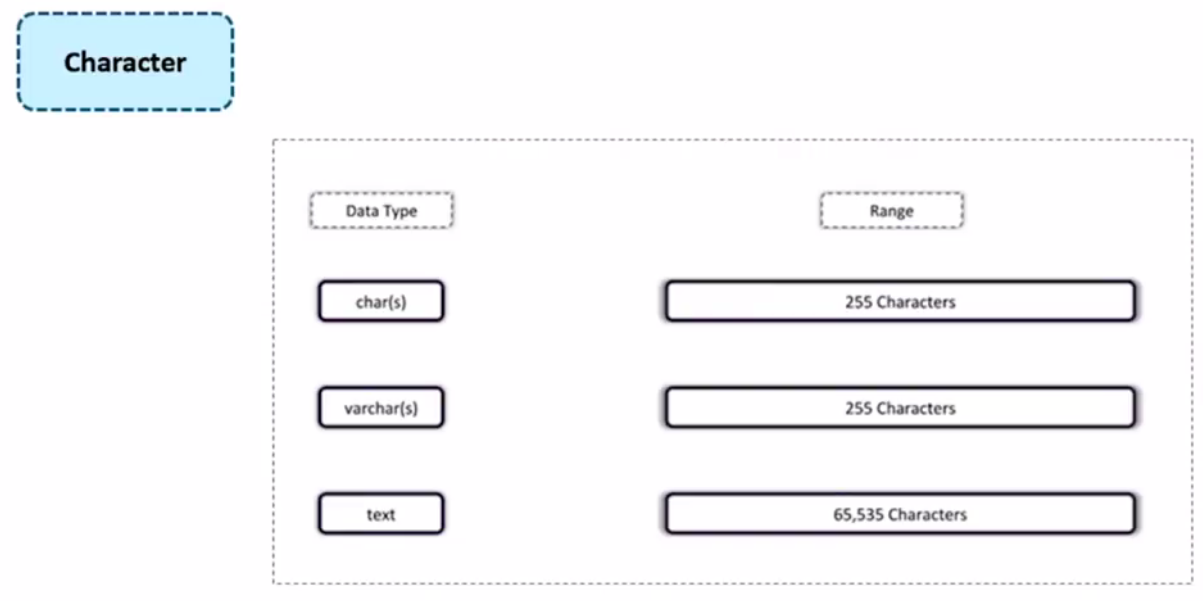 Character
Data Type
Range
char(s)
255 Characters
varchar(s)
255 Characters
text
65,535 Characters